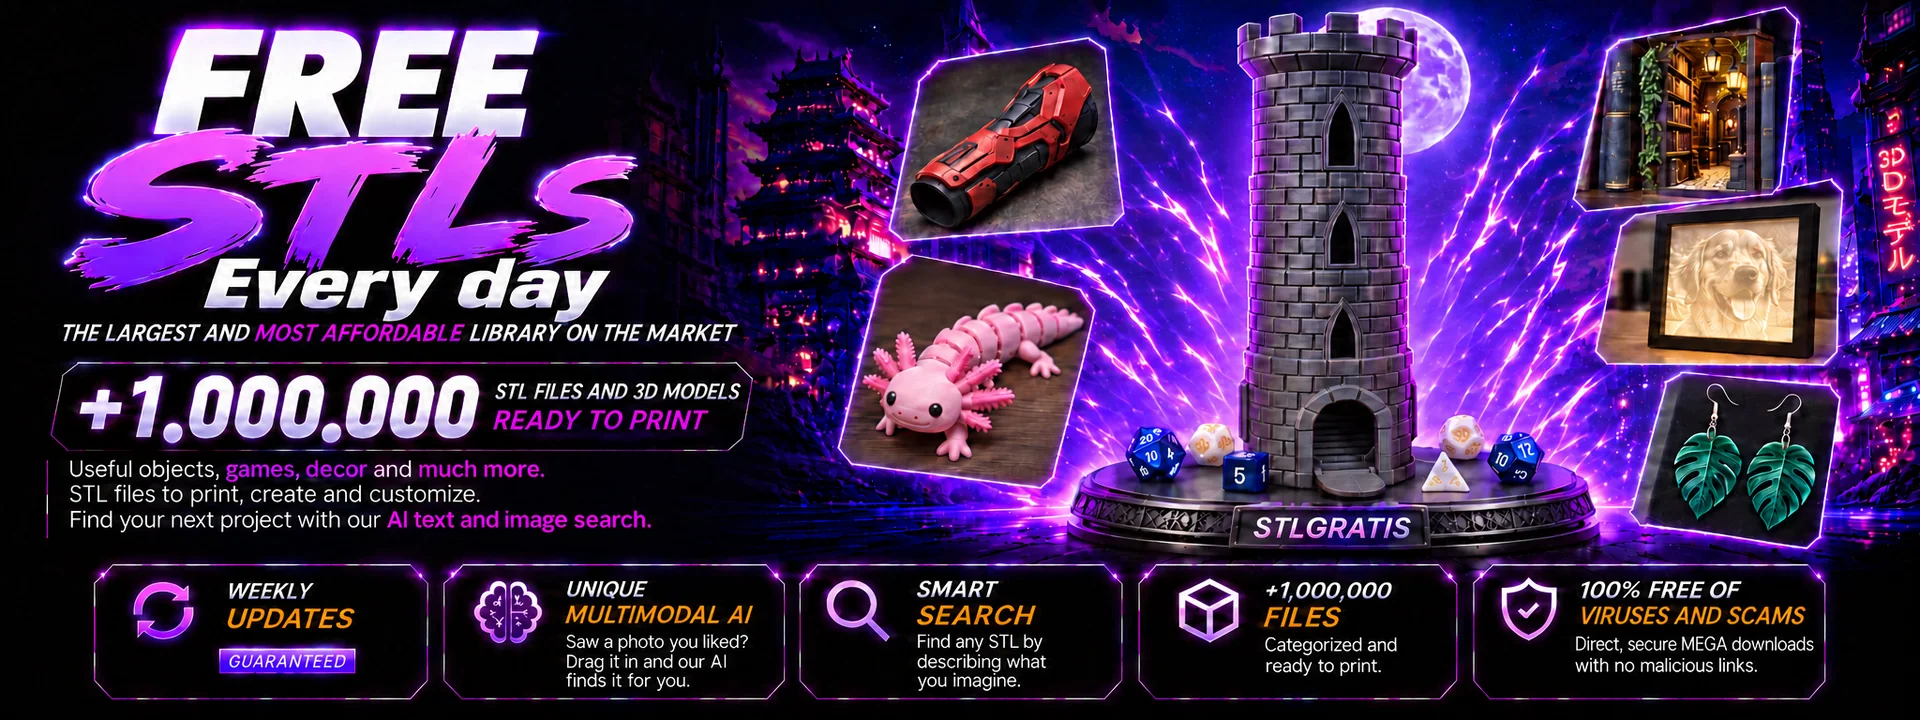 FREE
STLs
Every day
THE LARGEST AND MOST AFFORDABLE LIBRARY ON THE MARKET
+1.000.000
STL FILES AND 3D MODELS
READY TO PRINT
Useful objects, games, decor and much more.
STL files to print, create and customize.
Find your next project with our AI text and image search.
3Dモデル
20
10
5
10
12
STLGRATIS
WEEKLY
UPDATES
GUARANTEED
UNIQUE
MULTIMODAL AI
Saw a photo you liked?
Drag it in and our AI
finds it for you.
SMART
SEARCH
Find any STL by
describing what
you imagine.
+1,000,000
FILES
Categorized and
ready to print.
100% FREE OF
VIRUSES AND SCAMS
Direct, secure MEGA downloads
with no malicious links.